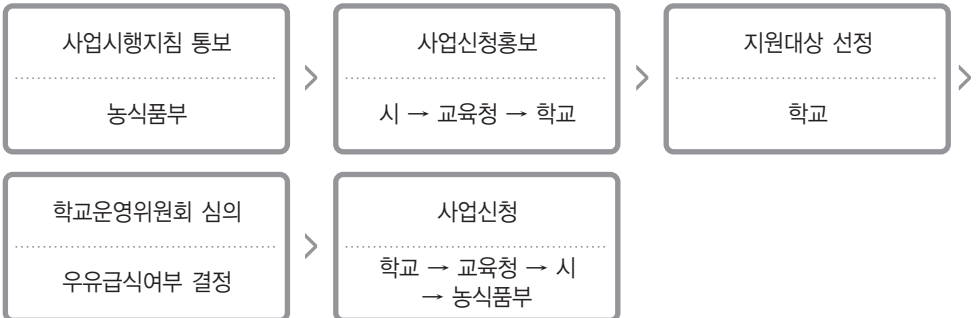 사업시행지침 통보
농식품부
사업신청홍보
시 → 교육청 → 학교
지원대상 선정
학교
학교운영위원회 심의
우유급식여부 결정
사업신청
학교 → 교육청 → 시
→ 농식품부